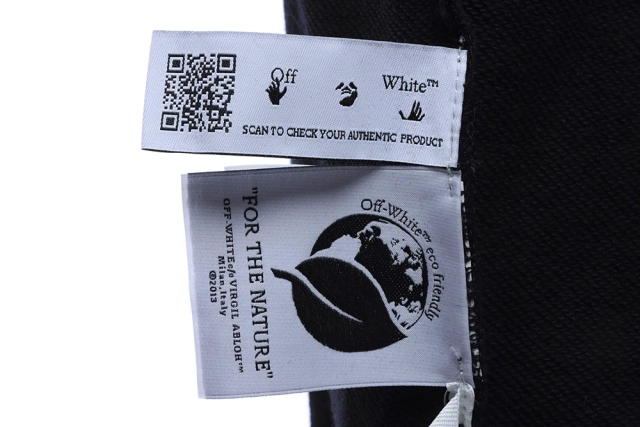 Off White™
SCAN TO CHECK YOUR AUTHENTIC PRODUCT
Off-White™ eco friendly
"FOR THE NATURE"
OFF-WHITE c/o VIRGIL ABLOH™
Milan, Italy
©2013